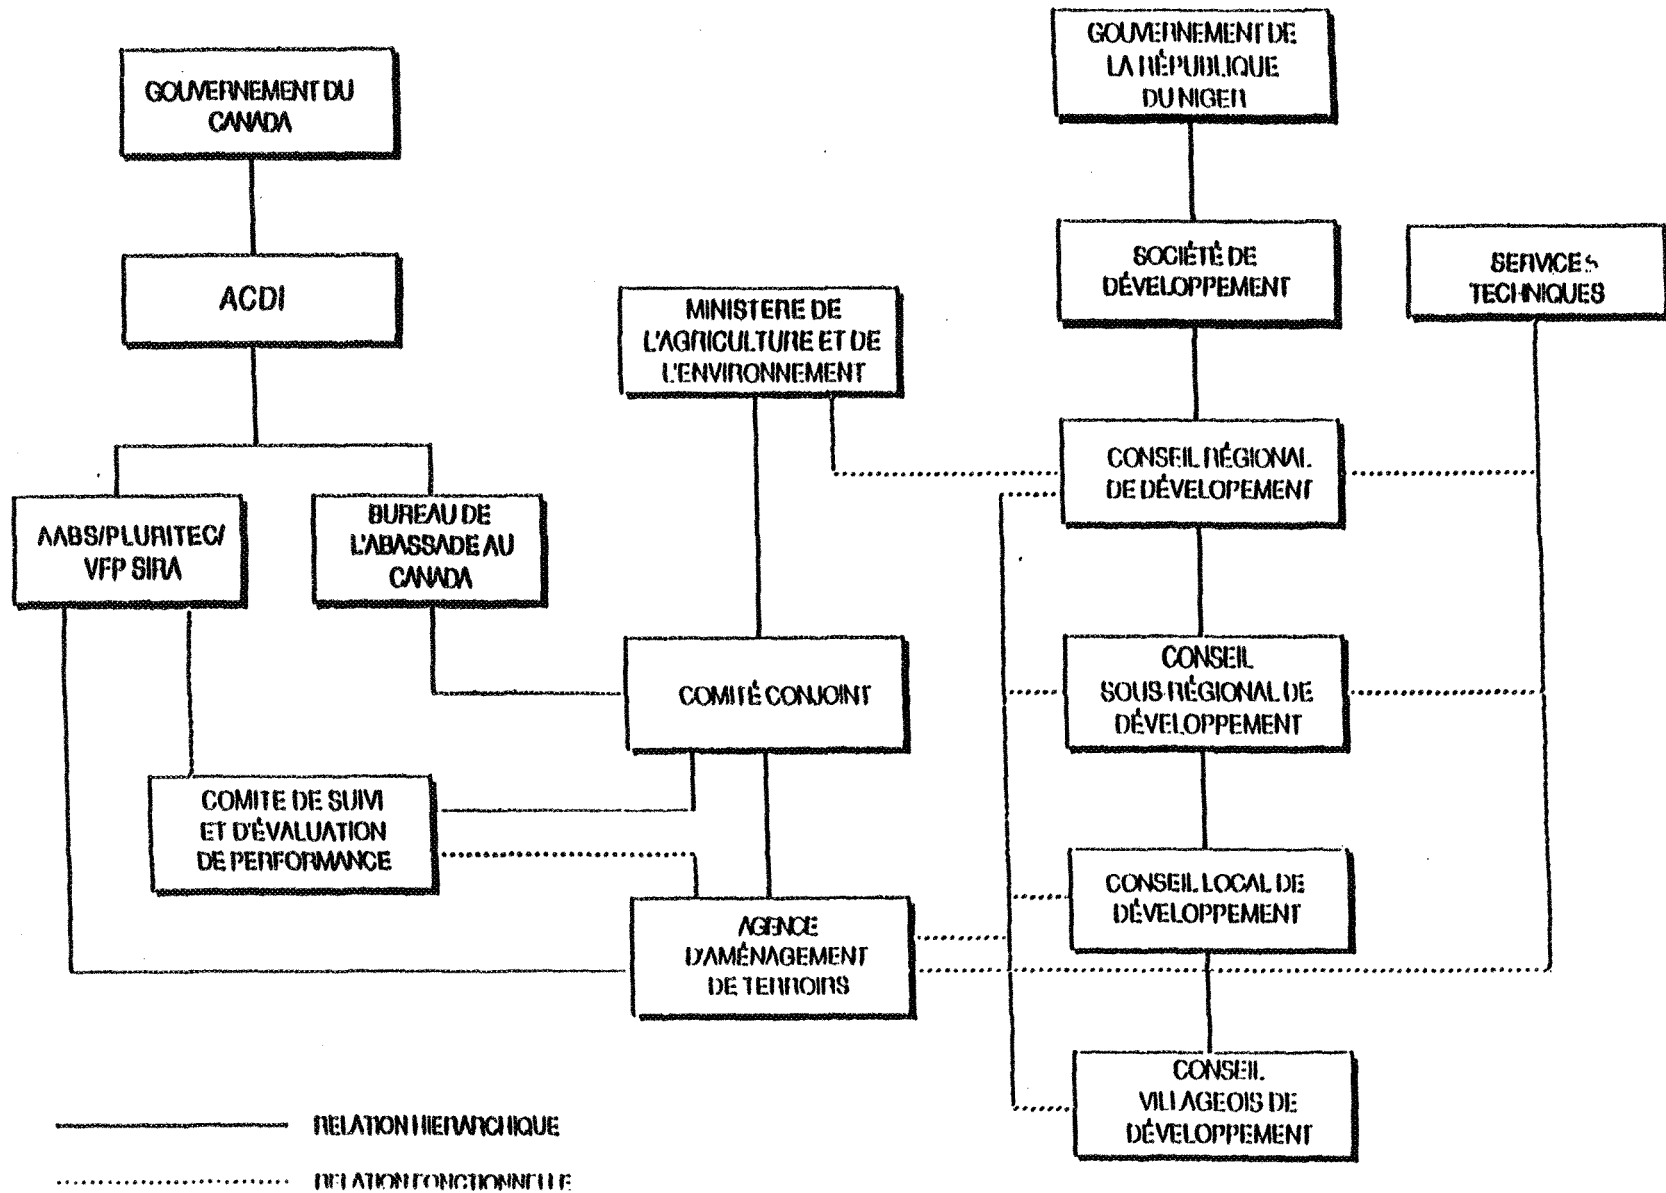 GOUVERNEMENT DU
CANADA
ACDI
AABS/PLURITEC/
VFP SIRA
BUREAU DE
L'ABASSADE AU
CANADA
COMITE DE SUIVI
ET D'ÉVALUATION
DE PERFORMANCE
MINISTERE DE
L'AGRICULTURE ET DE
L'ENVIRONNEMENT
COMITÉ CONJOINT
AGENCE
D'AMÉNAGEMENT
DE TERROIRS
GOUVERNEMENT DE
LA RÉPUBLIQUE
DU NIGER
SOCIÉTÉ DE
DÉVELOPPEMENT
SERVICES
TECHNIQUES
CONSEIL RÉGIONAL
DE DÉVELOPEMENT
CONSEIL
SOUS RÉGIONAL DE
DÉVELOPPEMENT
CONSEIL LOCAL DE
DÉVELOPPEMENT
CONSEIL
VILLAGEOIS DE
DÉVELOPPEMENT
RELATION HIERARCHIQUE
RELATION FONCTIONNELLE